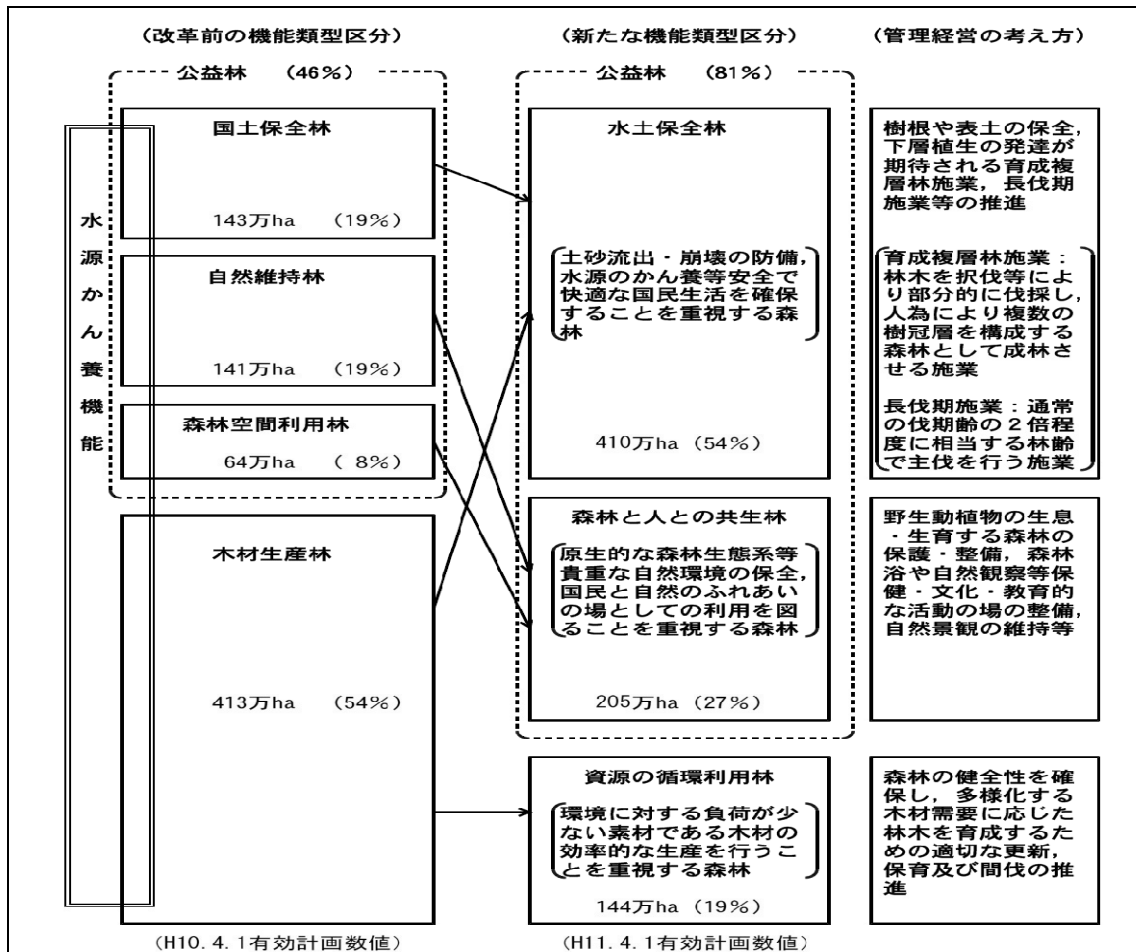 (改革前の機能類型区分)
公益林 (46%)
水源かん養機能
国土保全林
143万ha (19%)
自然維持林
141万ha (19%)
森林空間利用林
64万ha ( 8%)
木材生産林
413万ha (54%)
(H10.4.1有効計画数値)
(新たな機能類型区分)
公益林 (81%)
水土保全林
土砂流出・崩壊の防備,
水源のかん養等安全で
快適な国民生活を確保
することを重視する森
林
410万ha (54%)
森林と人との共生林
原生的な森林生態系等
貴重な自然環境の保全,
国民と自然のふれあい
の場としての利用を図
ることを重視する森林
205万ha (27%)
資源の循環利用林
環境に対する負荷が少
ない素材である木材の
効率的な生産を行うこ
とを重視する森林
144万ha (19%)
(H11.4.1有効計画数値)
(管理経営の考え方)
樹根や表土の保全,
下層植生の発達が
期待される育成複
層林施業,長伐期
施業等の推進
育成複層林施業:
林木を択伐等によ
り部分的に伐採し,
人為により複数の
樹冠層を構成する
森林として成林さ
せる施業
長伐期施業:通常
の伐期齢の2倍程
度に相当する林齢
で主伐を行う施業
野生動植物の生息
・生育する森林の
保護・整備,森林
浴や自然観察等保
健・文化・教育的
な活動の場の整備,
自然景観の維持等
森林の健全性を確
保し,多様化する
木材需要に応じた
林木を育成するた
めの適切な更新,
保育及び間伐の推
進